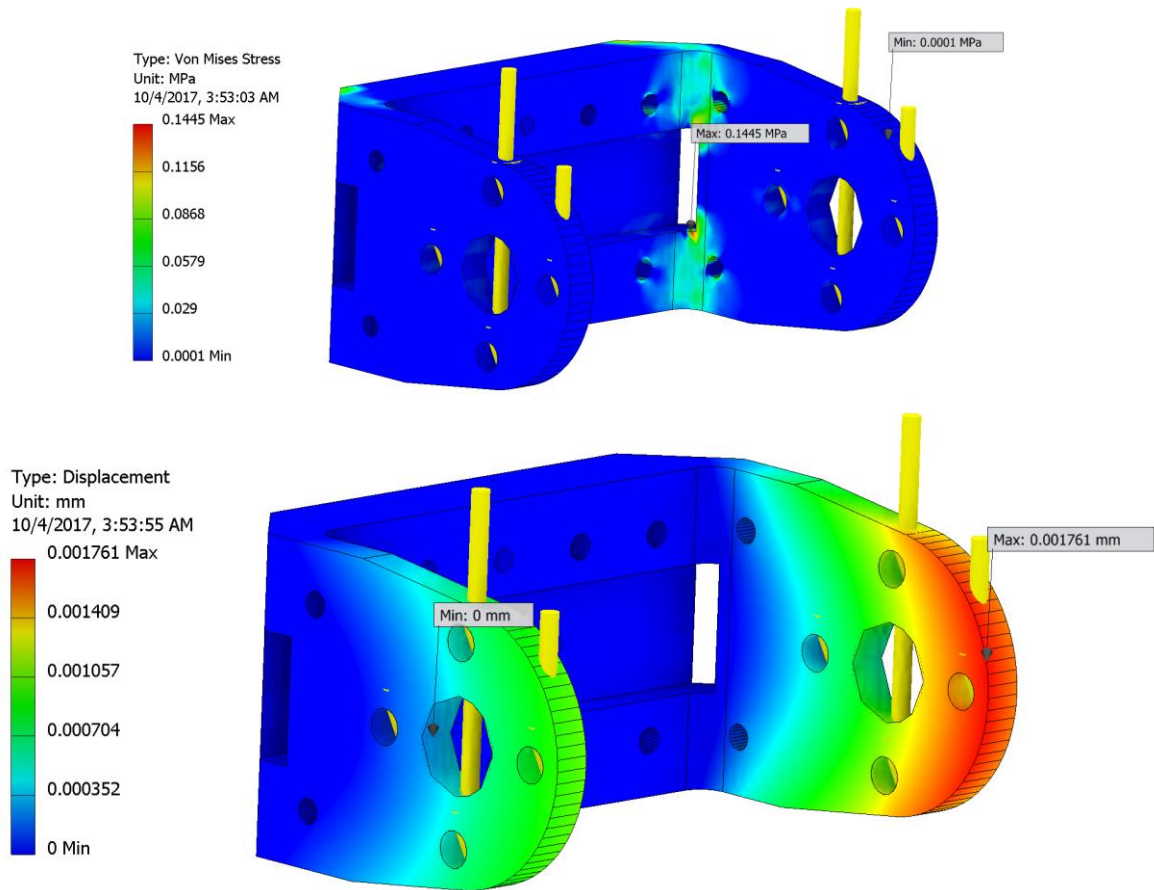 Type: Von Mises Stress
Unit: MPa
10/4/2017, 3:53:03 AM
0.1445 Max
0.1156
0.0868
0.0579
0.029
0.0001 Min
Min: 0.0001 MPa
Max: 0.1445 MPa
Type: Displacement
Unit: mm
10/4/2017, 3:53:55 AM
0.001761 Max
0.001409
0.001057
0.000704
0.000352
0 Min
Min: 0 mm
Max: 0.001761 mm